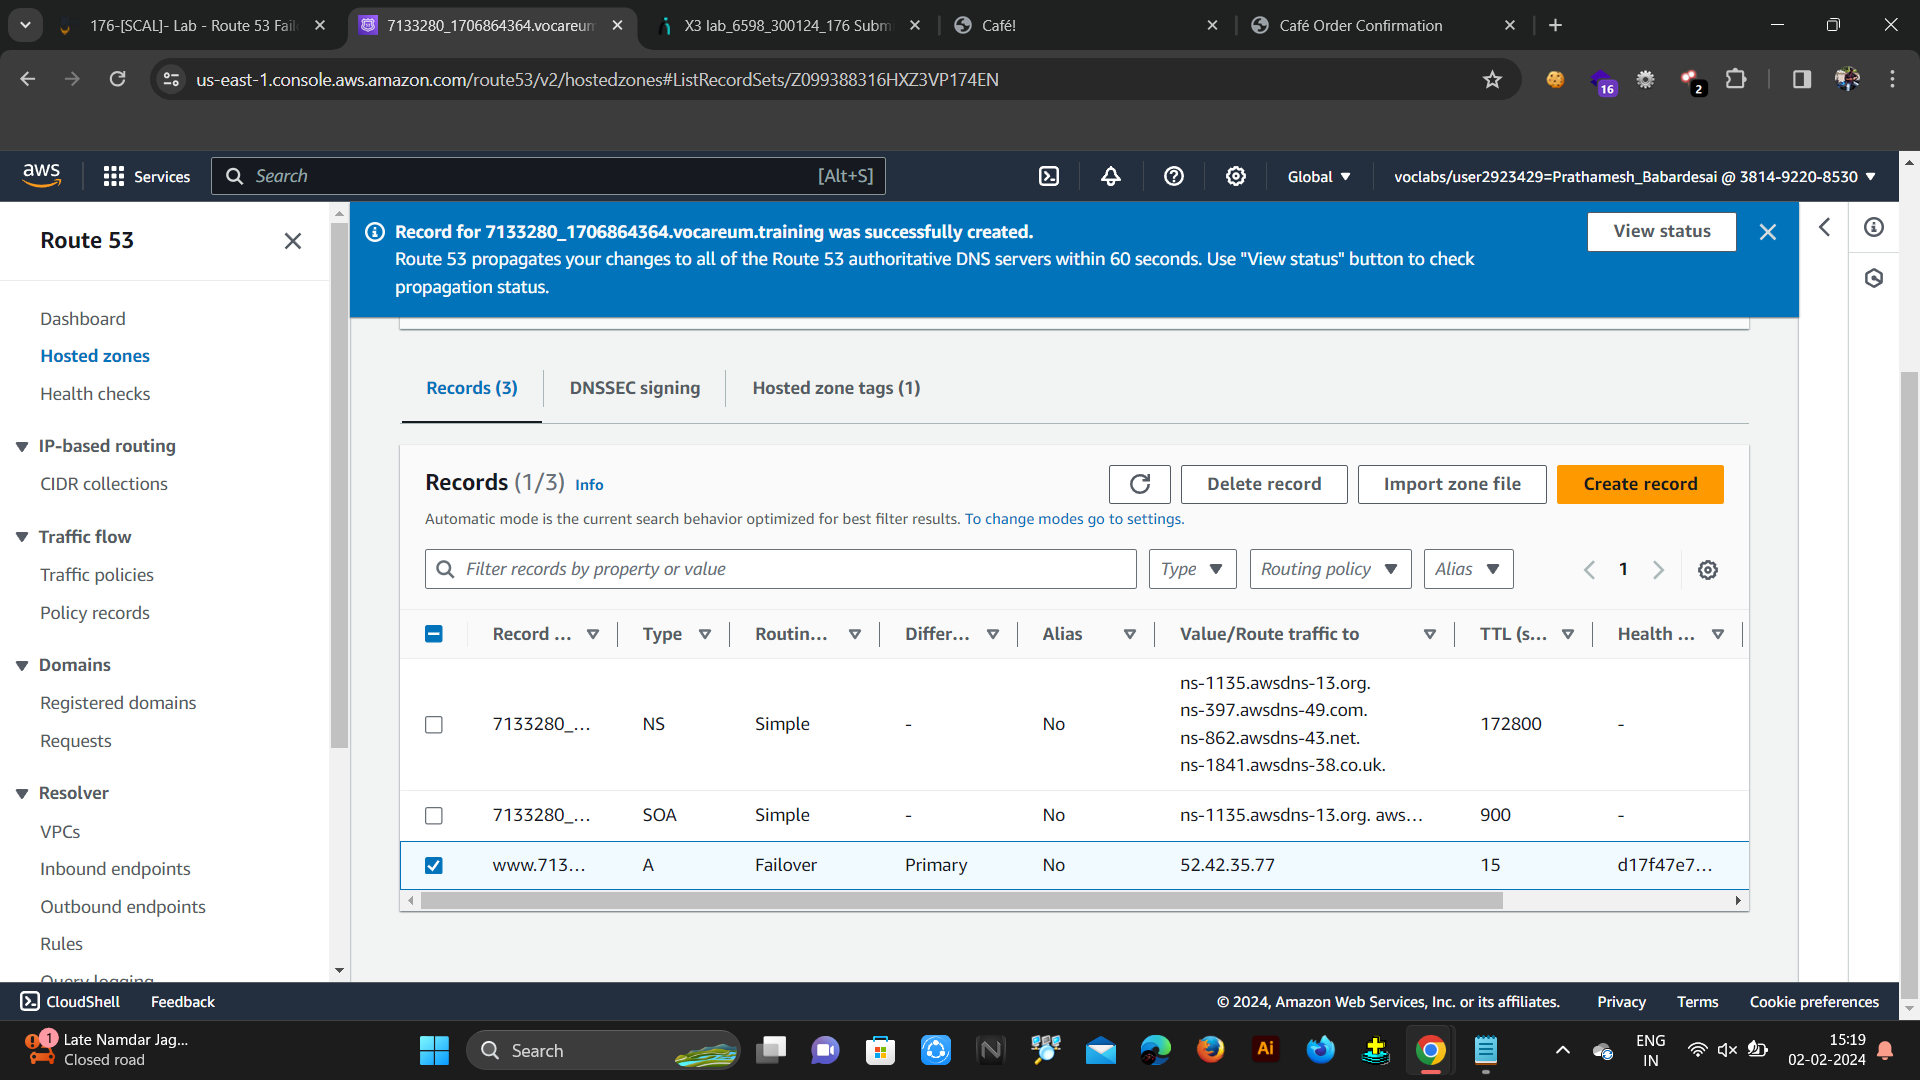 176-[SCAL]- Lab - Route 53 Fail
7133280_1706864364.vocareum
X3 lab_6598_300124_176 Subm
Café!
Café Order Confirmation
us-east-1.console.aws.amazon.com/route53/v2/hostedzones#ListRecordSets/Z099388316HXZ3VP174EN
16
2
aws
Services
Search
[Alt+S]
Global
voclabs/user2923429=Prathamesh_Babardesai @ 3814-9220-8530
Route 53
Dashboard
Hosted zones
Health checks
IP-based routing
CIDR collections
Traffic flow
Traffic policies
Policy records
Domains
Registered domains
Requests
Resolver
VPCs
Inbound endpoints
Outbound endpoints
Rules
Query logging
Record for 7133280_1706864364.vocareum.training was successfully created.
Route 53 propagates your changes to all of the Route 53 authoritative DNS servers within 60 seconds. Use "View status" button to check
propagation status.
View status
Records (3)
DNSSEC signing
Hosted zone tags (1)
Records (1/3) Info
Delete record
Import zone file
Create record
Automatic mode is the current search behavior optimized for best filter results. To change modes go to settings.
Filter records by property or value
Type
Routing policy
Alias
1
Record ... Type Routin... Differ... Alias Value/Route traffic to TTL (s... Health ...
ns-1135.awsdns-13.org.
ns-397.awsdns-49.com.
7133280_... NS Simple - No 172800 -
ns-862.awsdns-43.net.
ns-1841.awsdns-38.co.uk.
7133280_... SOA Simple - No ns-1135.awsdns-13.org. aws... 900 -
www.713... A Failover Primary No 52.42.35.77 15 d17f47e7...
CloudShell
Feedback
© 2024, Amazon Web Services, Inc. or its affiliates.
Privacy
Terms
Cookie preferences
1
Late Namdar Jag...
Closed road
Search
N
Ai
ENG
IN
15:19
02-02-2024